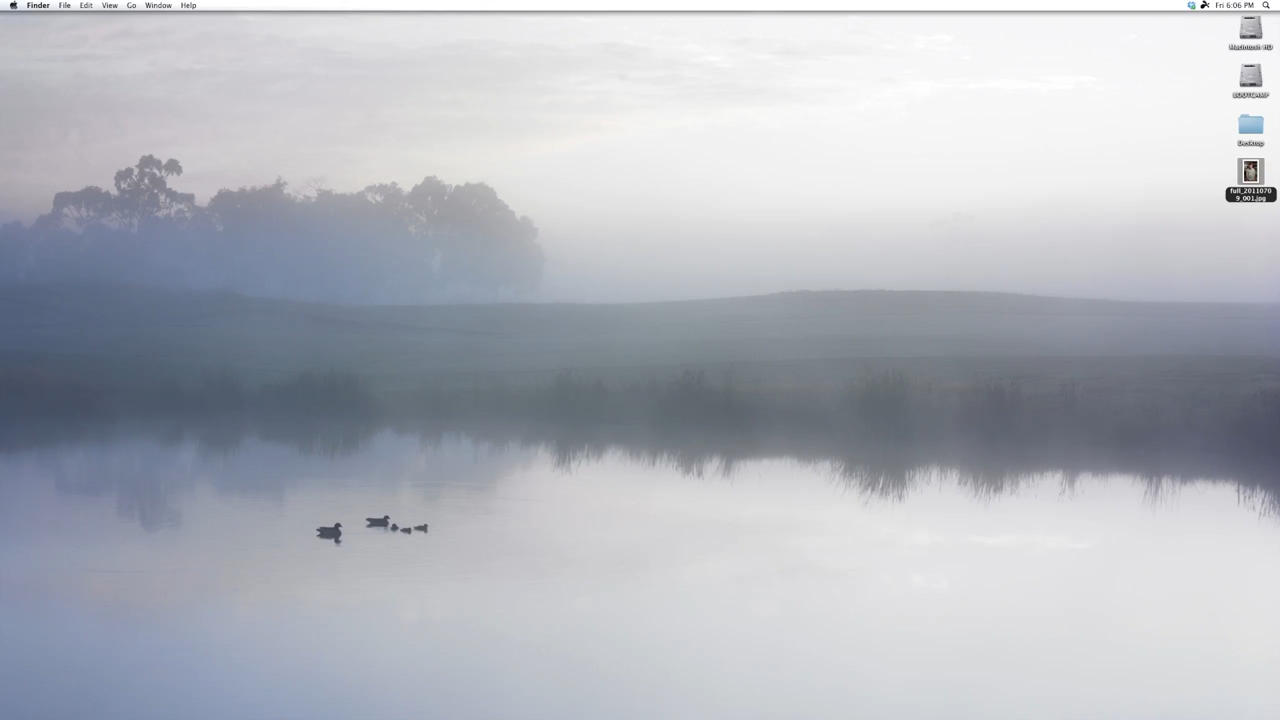 Finder File Edit View Go Window Help Fri 6:06 PM
Macintosh HD
BOOTCAMP
Desktop
full_2011070
9_001.jpg